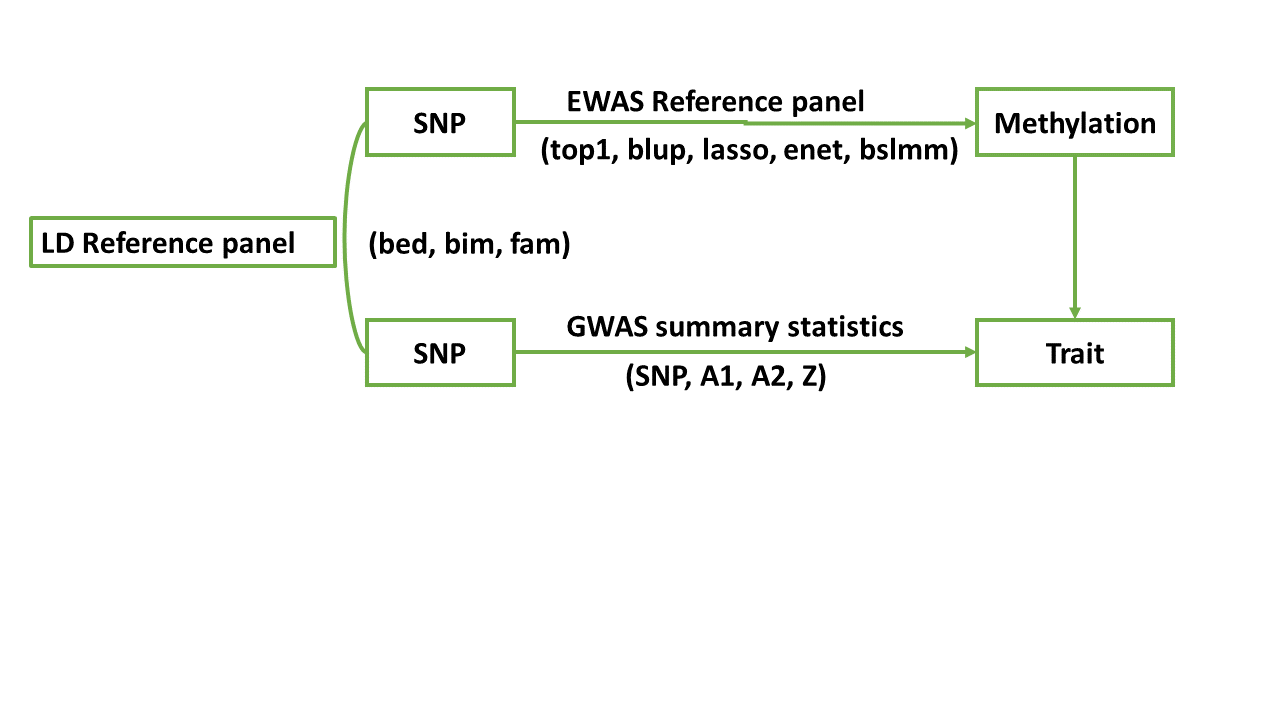 EWAS Reference panel
SNP
Methylation
(top1, blup, lasso, enet, bslmm)
LD Reference panel
(bed, bim, fam)
GWAS summary statistics
SNP
Trait
(SNP, A1, A2, Z)